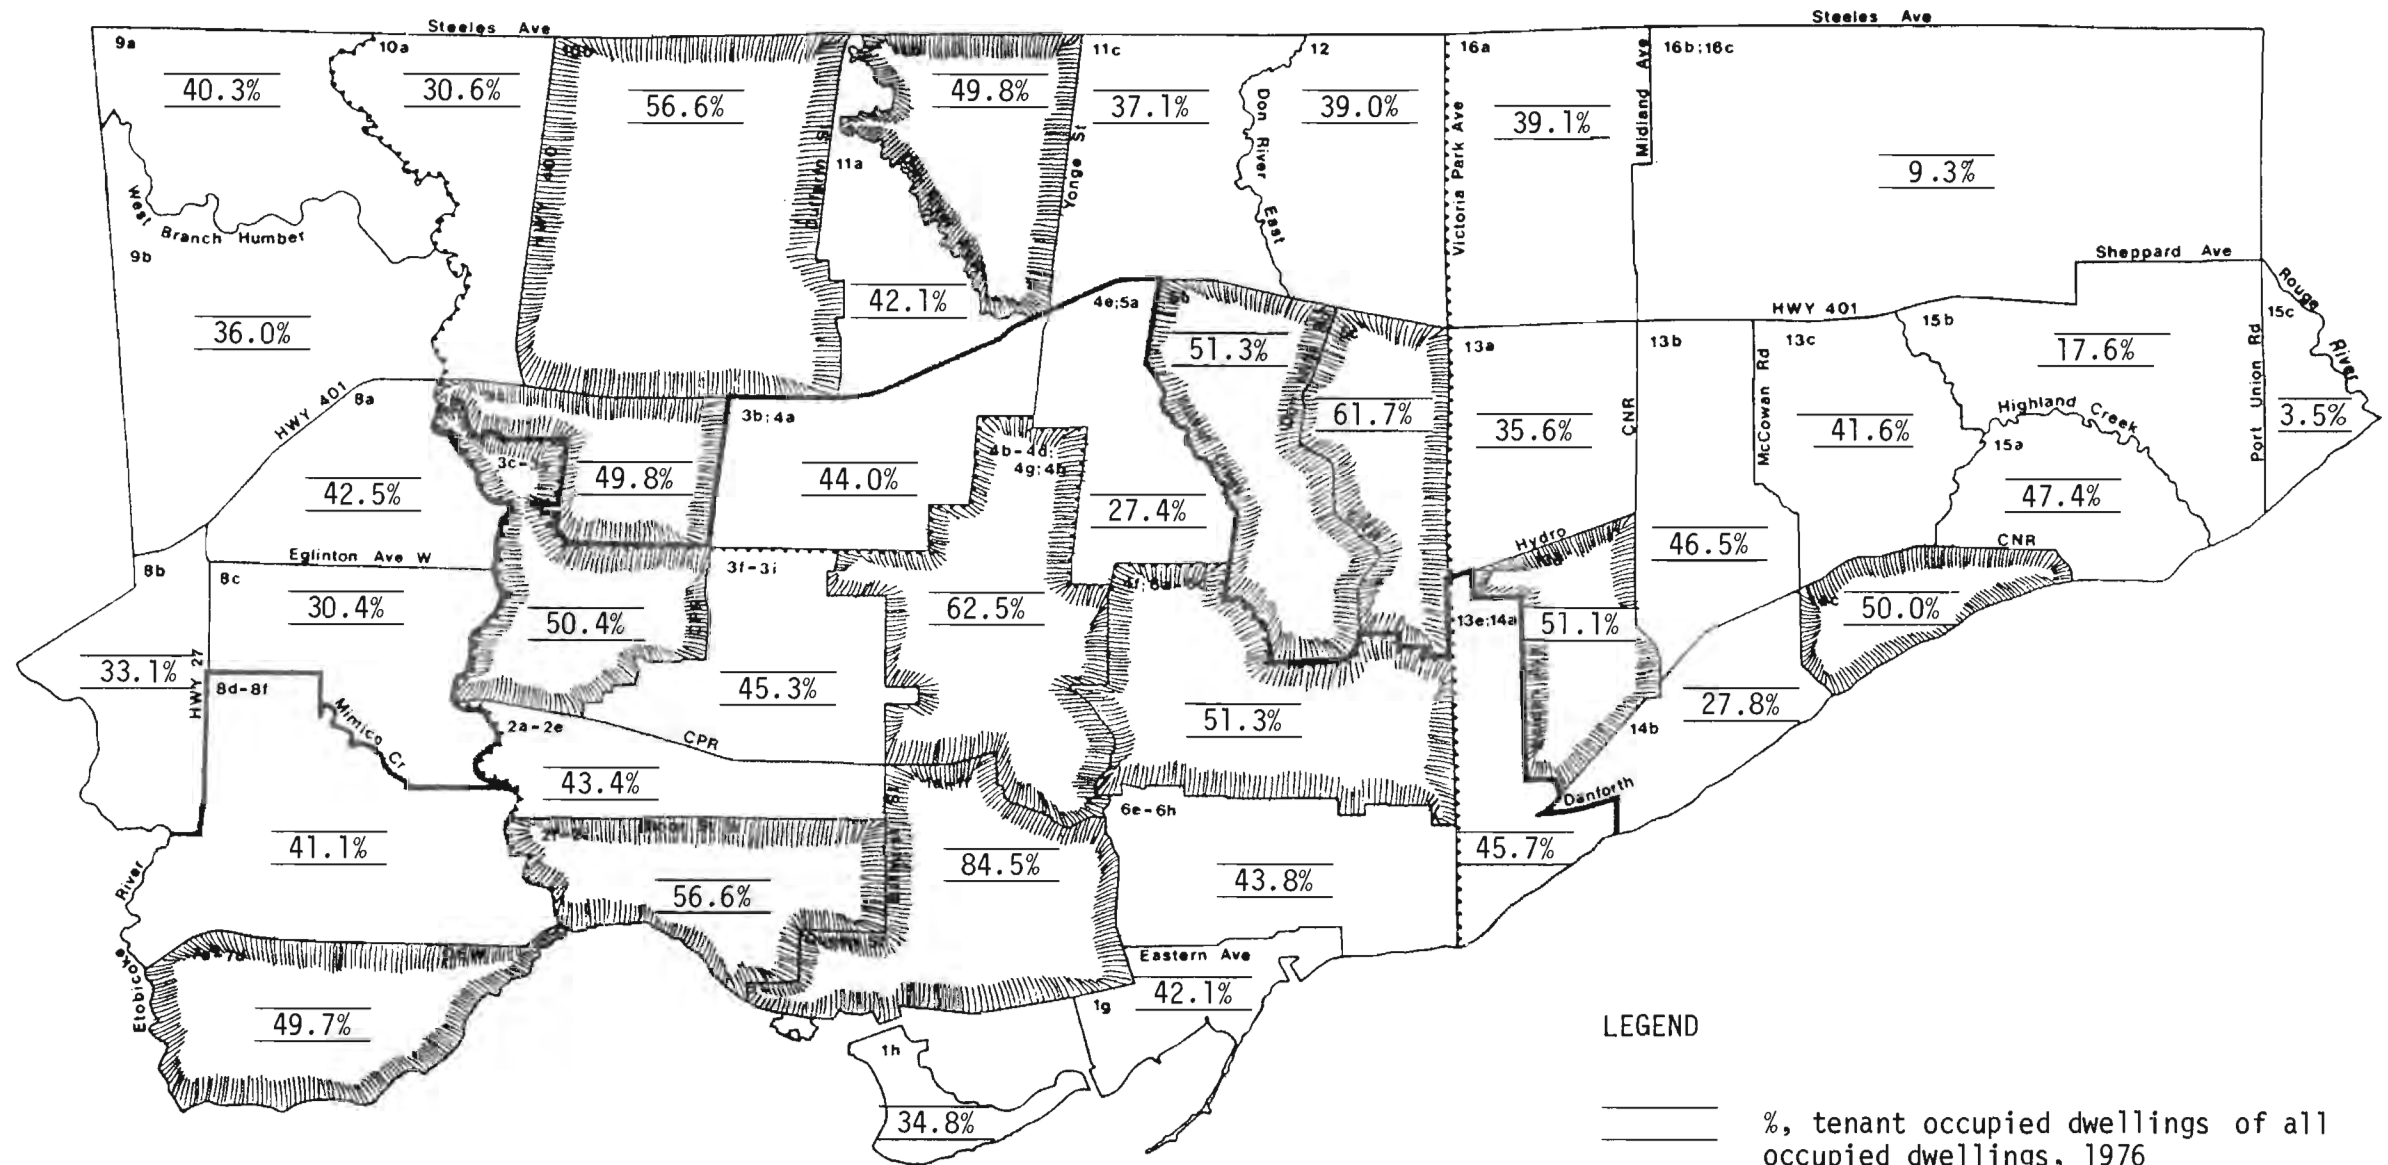 Steeles Ave
Steeles Ave
9a
10a
11c
12
16a
16b;16c
40.3%
30.6%
56.6%
49.8%
37.1%
39.0%
39.1%
Midland Ave
9.3%
HWY 400
Dufferin St
11a
Yonge St
Don River East
Victoria Park Ave
West Branch Humber
9b
Sheppard Ave
42.1%
4e;5a
HWY 401
15b
15c
Rouge River
36.0%
51.3%
13a
13b
13c
17.6%
HWY 401
8a
3b;4a
61.7%
35.6%
CNR
McCowan Rd
41.6%
Highland Creek
15a
Port Union Rd
3.5%
3c-
4b-4d;
4g;4h
42.5%
49.8%
44.0%
27.4%
47.4%
Hydro
46.5%
CNR
Eglinton Ave W
8b
8c
3f-3i
30.4%
50.4%
CPR
62.5%
13e;14a
51.1%
50.0%
33.1%
HWY 27
8d-8f
Mimico Cr
45.3%
51.3%
27.8%
2a-2e
CPR
14b
43.4%
Danforth
6e-6h
41.1%
84.5%
45.7%
56.6%
43.8%
Etobicoke River
Eastern Ave
42.1%
1g
49.7%
1h
34.8%
LEGEND
%, tenant occupied dwellings of all
occupied dwellings, 1976